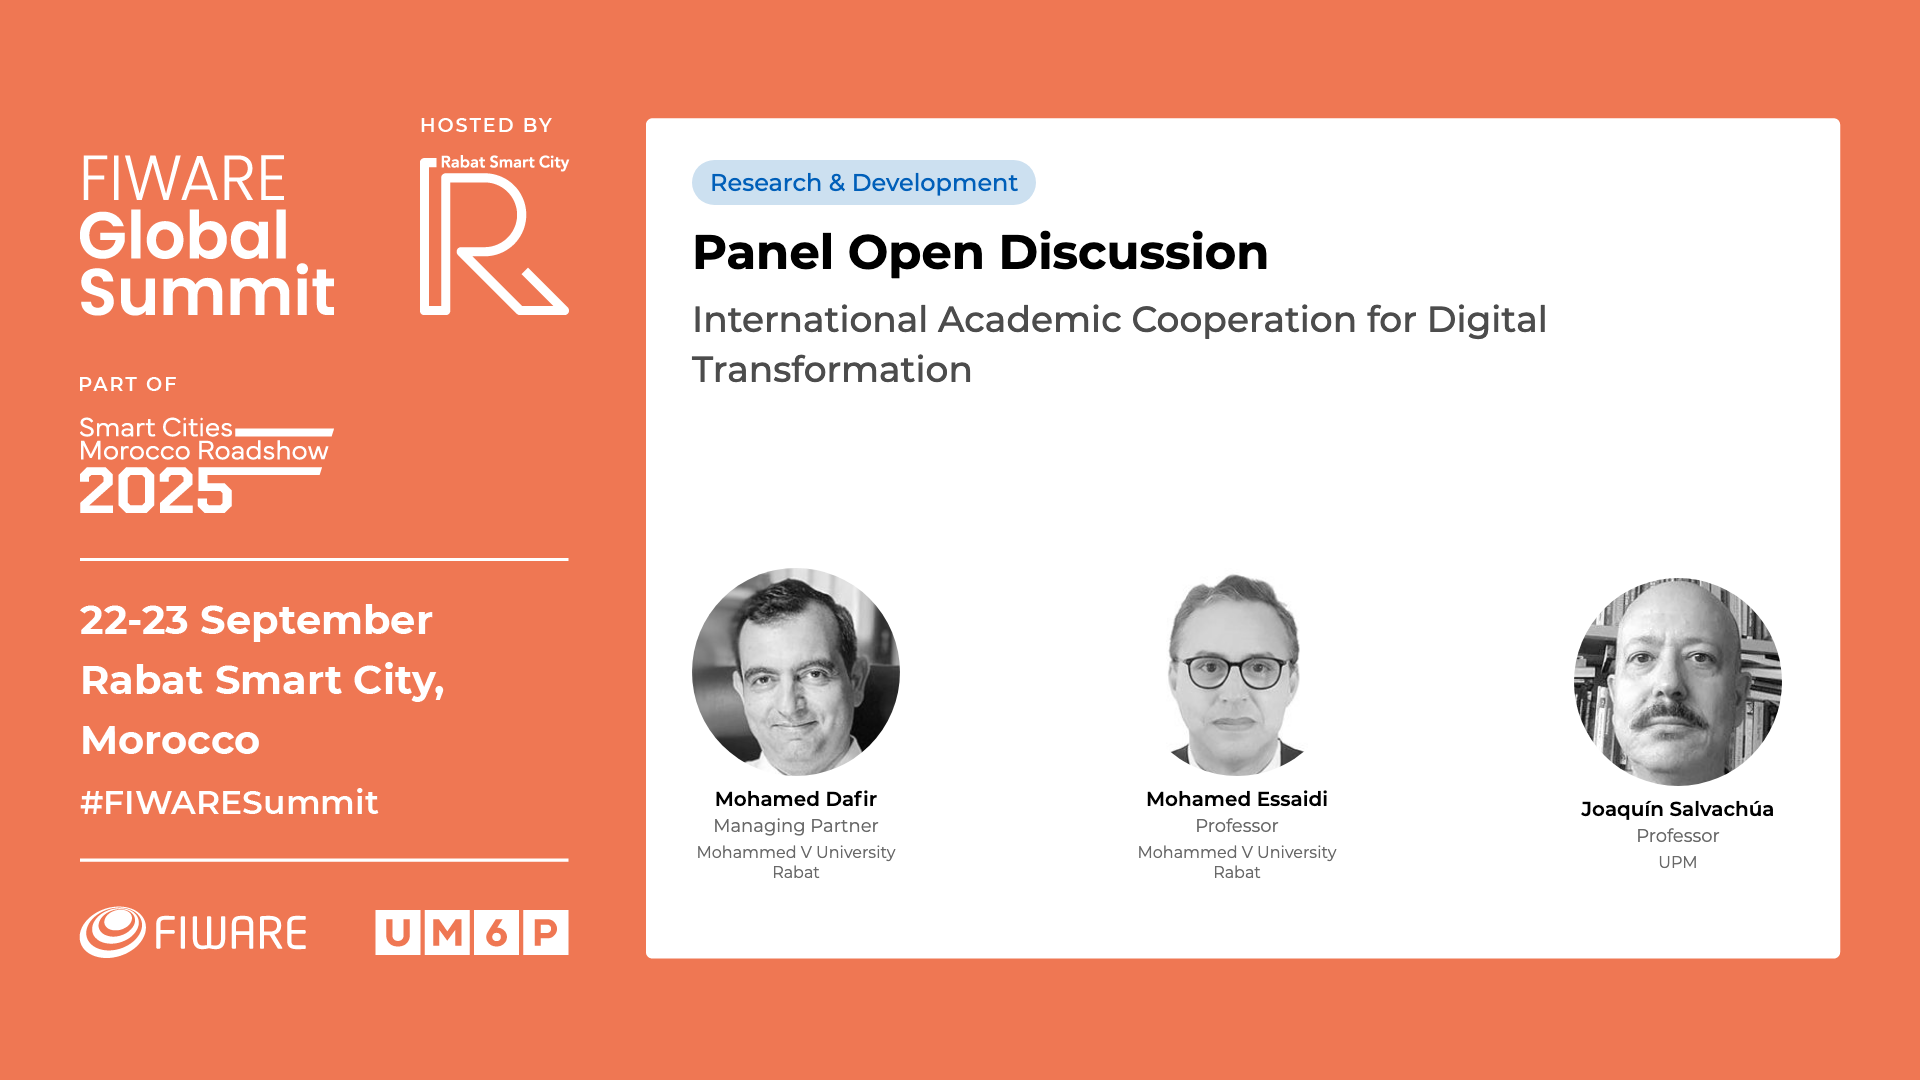 HOSTED BY
FIWARE
Global
Summit
Rabat Smart City
R
PART OF
Smart Cities
Morocco Roadshow
2025
22-23 September
Rabat Smart City,
Morocco
#FIWARESummit
FIWARE
UM6P
Research & Development
Panel Open Discussion
International Academic Cooperation for Digital
Transformation
Mohamed Dafir
Managing Partner
Mohammed V University
Rabat
Mohamed Essaidi
Professor
Mohammed V University
Rabat
Joaquín Salvachúa
Professor
UPM